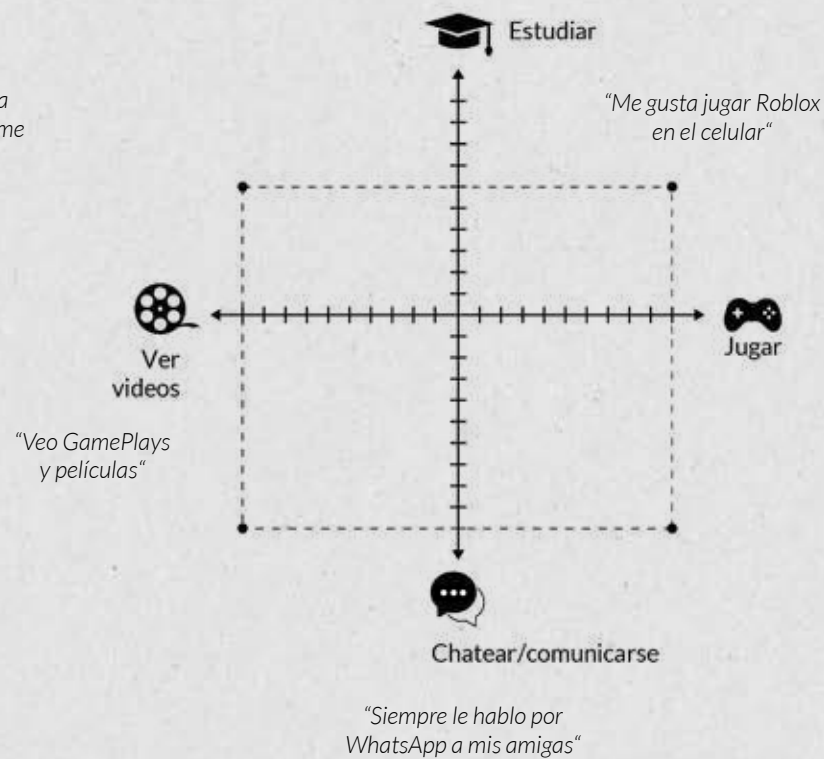 Estudiar
a
me
“Me gusta jugar Roblox
en el celular“
Ver
videos
Jugar
“Veo GamePlays
y películas“
Chatear/comunicarse
“Siempre le hablo por
WhatsApp a mis amigas“